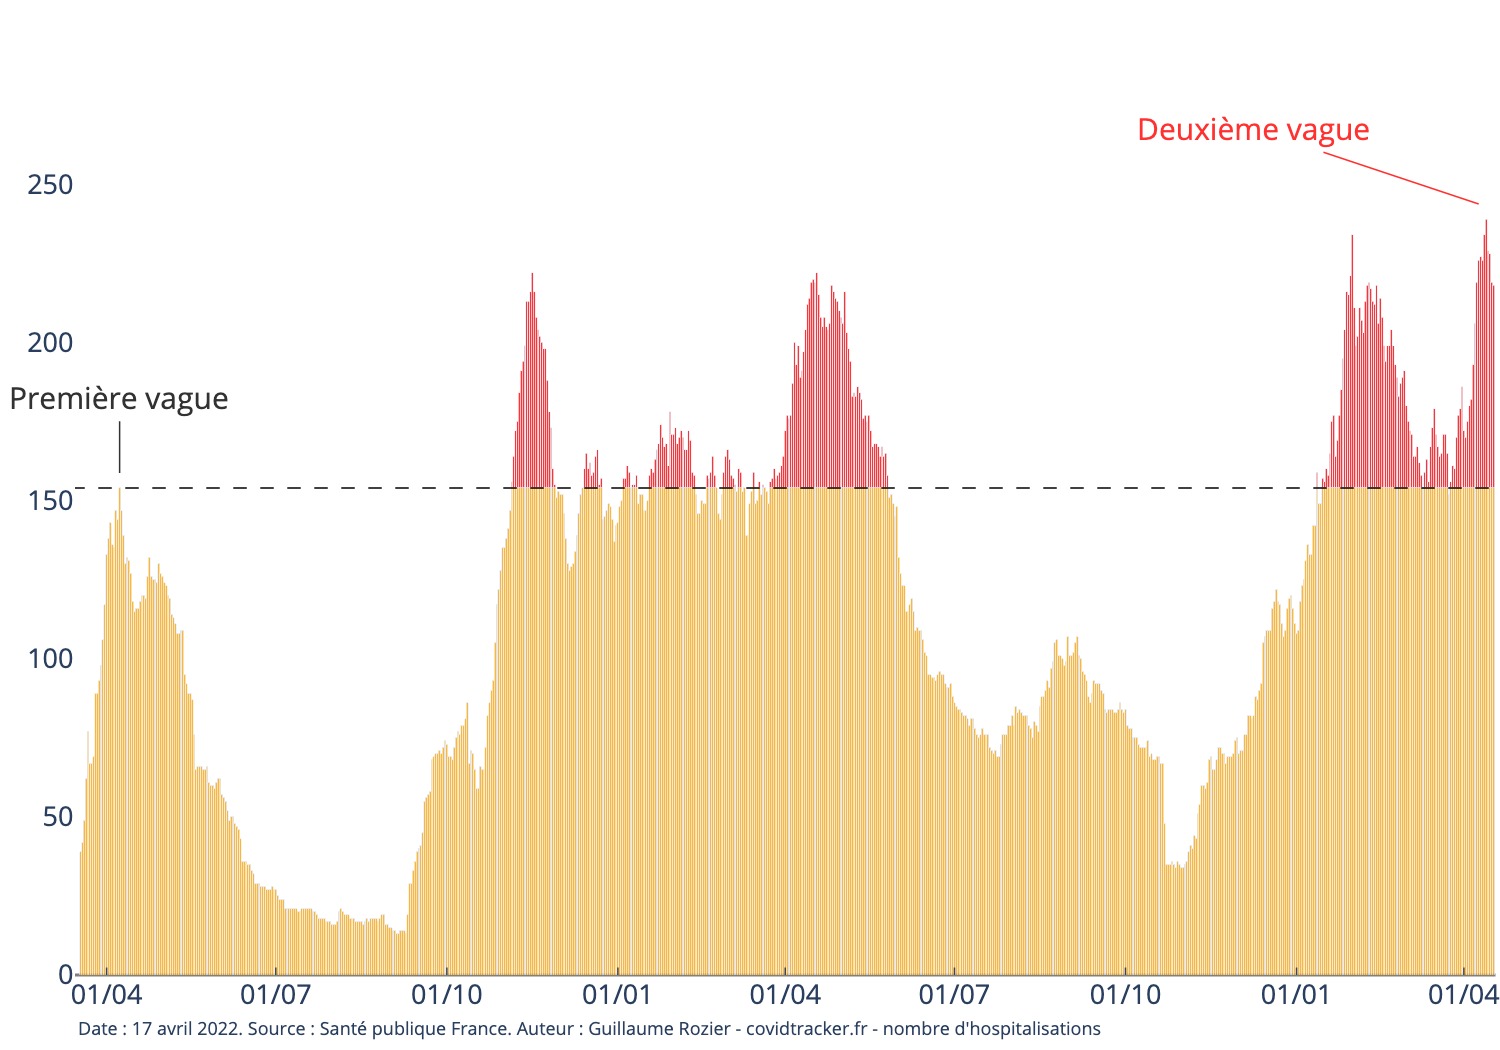 Deuxième vague
250
200
Première vague
150
100
50
0
01/04 01/07 01/10 01/01 01/04 01/07 01/10 01/01 01/04
Date : 17 avril 2022. Source : Santé publique France. Auteur : Guillaume Rozier - covidtracker.fr - nombre d'hospitalisations